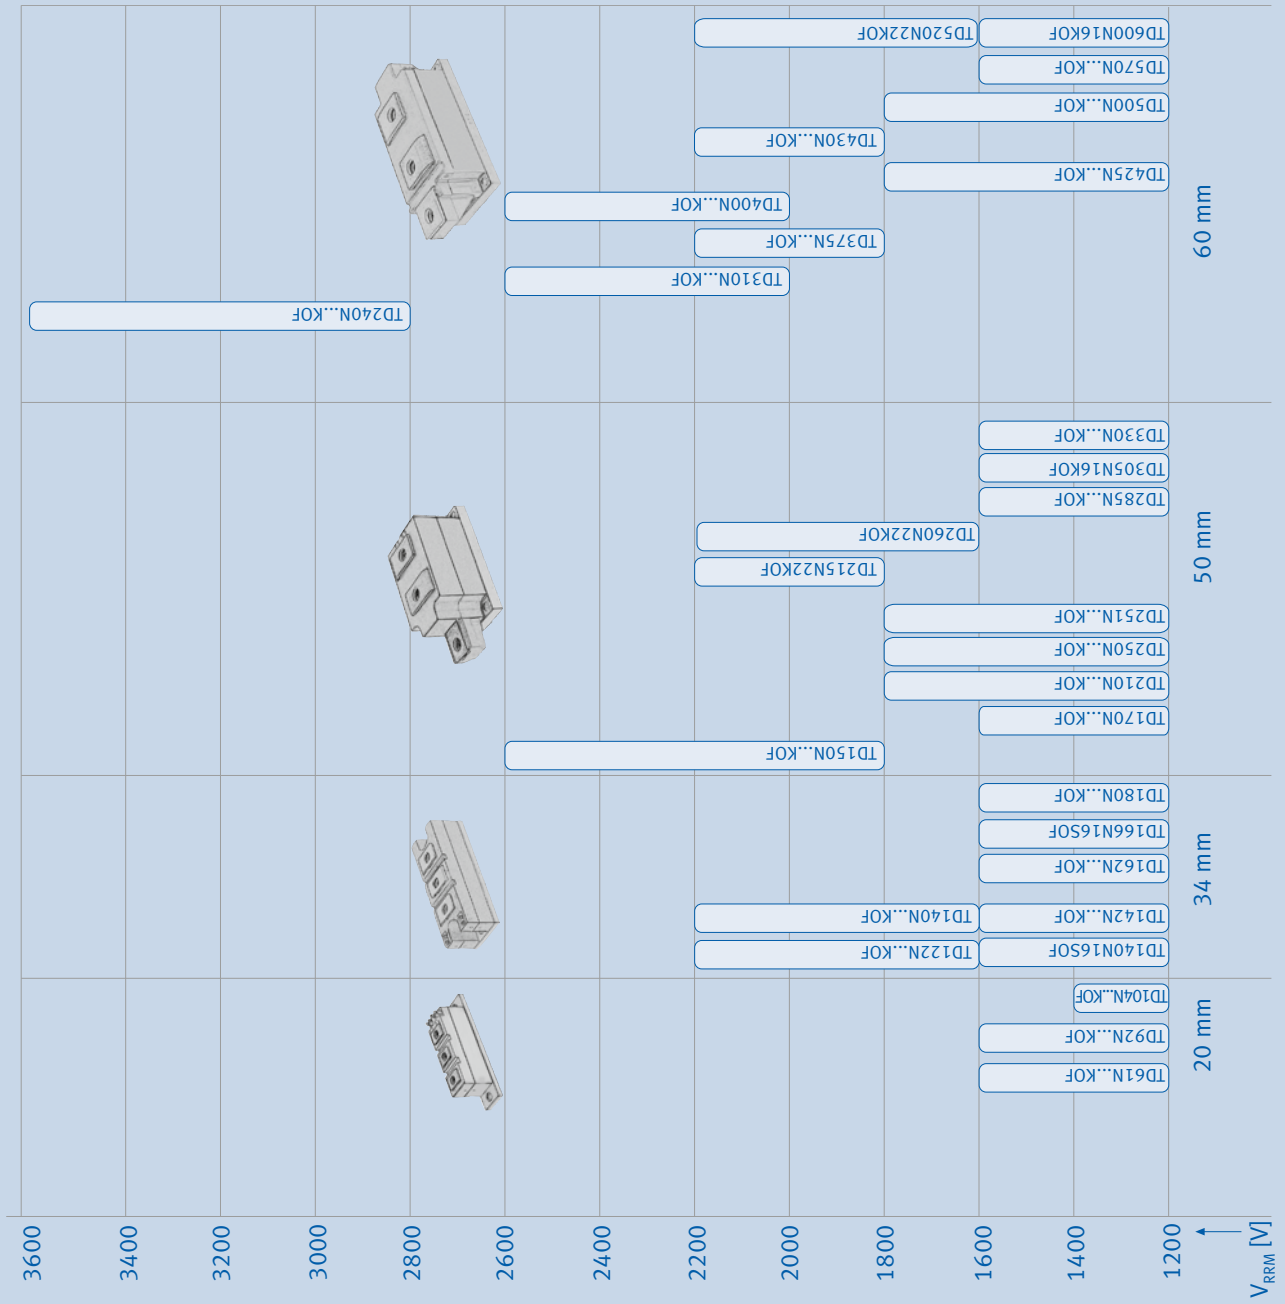 3600
3400
3200
3000
2800
2600
2400
2200
2000
1800
1600
1400
1200
VRRM [V]
20 mm
TD61N...KOF
TD92N...KOF
TD104N...KOF
34 mm
TD122N...KOF
TD140N16SOF
TD140N...KOF
TD142N...KOF
TD162N...KOF
TD166N16SOF
TD180N...KOF
50 mm
TD150N...KOF
TD170N...KOF
TD210N...KOF
TD250N...KOF
TD251N...KOF
TD215N22KOF
TD260N22KOF
TD285N...KOF
TD305N16KOF
TD330N...KOF
60 mm
TD240N...KOF
TD310N...KOF
TD375N...KOF
TD400N...KOF
TD425N...KOF
TD430N...KOF
TD500N...KOF
TD570N...KOF
TD520N22KOF
TD600N16KOF